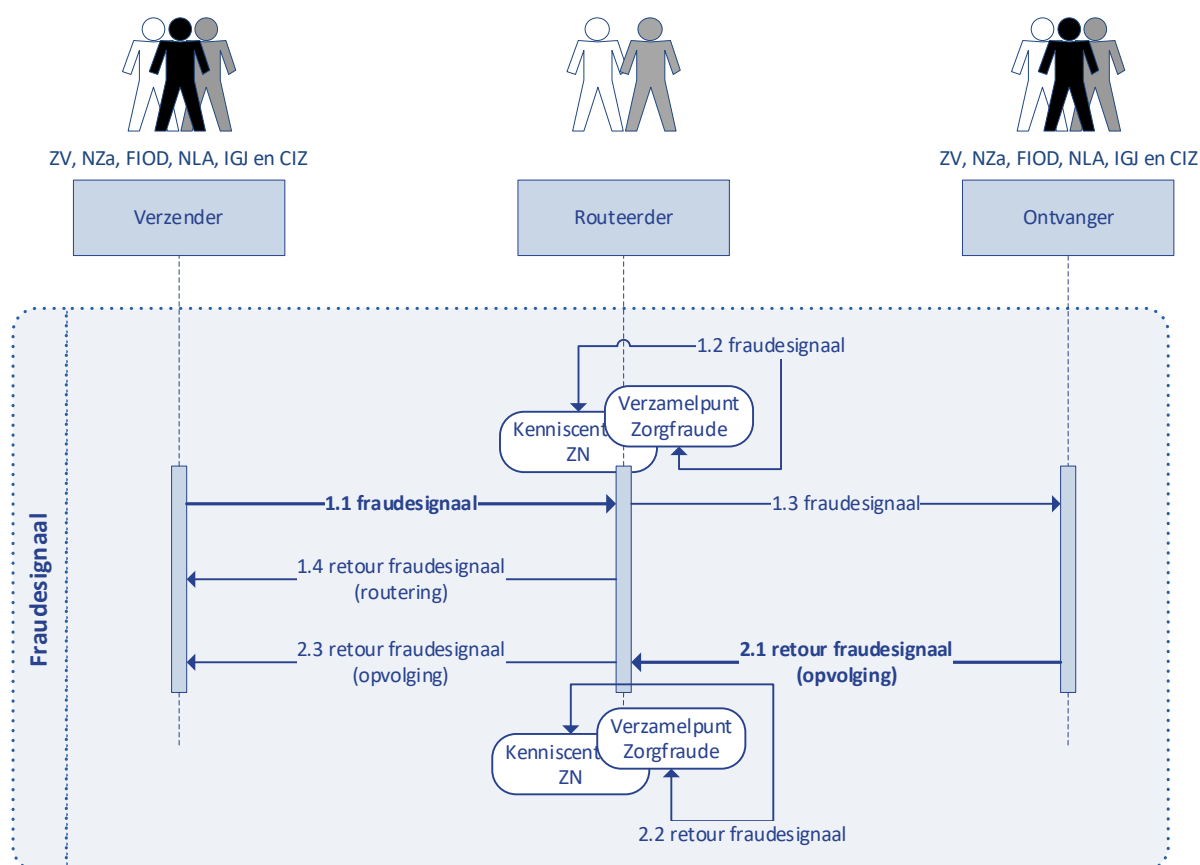 ZV, NZa, FIOD, NLA, IGJ en CIZ
ZV, NZa, FIOD, NLA, IGJ en CIZ
Verzender
Routeerder
Ontvanger
Fraudesignaal
1.2 fraudesignaal
Verzamelpunt
Zorgfraude
Kenniscent
ZN
1.1 fraudesignaal
1.3 fraudesignaal
1.4 retour fraudesignaal
(routering)
2.3 retour fraudesignaal
(opvolging)
2.1 retour fraudesignaal
(opvolging)
Verzamelpunt
Zorgfraude
Kenniscent
ZN
2.2 retour fraudesignaal